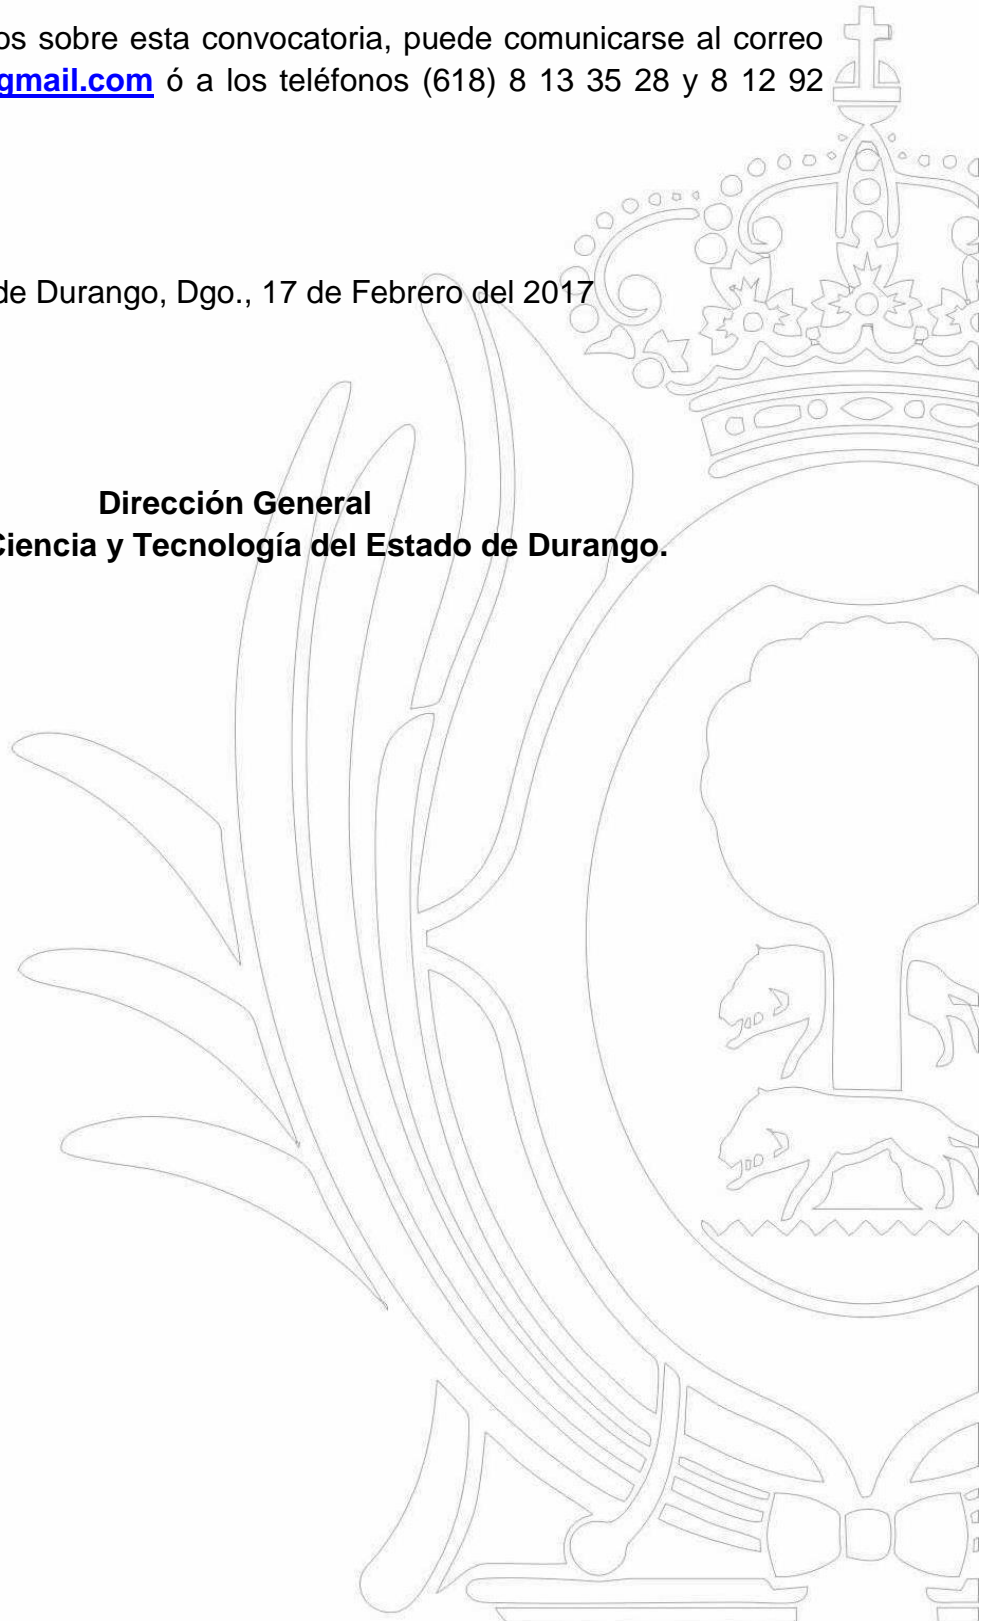 os sobre esta convocatoria, puede comunicarse al correo
gmail.com ó a los teléfonos (618) 8 13 35 28 y 8 12 92
de Durango, Dgo., 17 de Febrero del 2017
Dirección General
Ciencia y Tecnología del Estado de Durango.